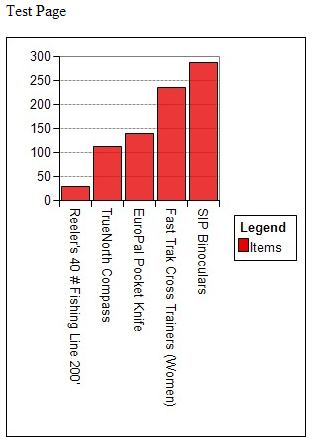 Test Page
300
250
200
150
100
50
0
Reeler's 40 # Fishing Line 200'
TrueNorth Compass
EuroPal Pocket Knife
Fast Trak Cross Trainers (Women)
SIP Binoculars
Legend
Items